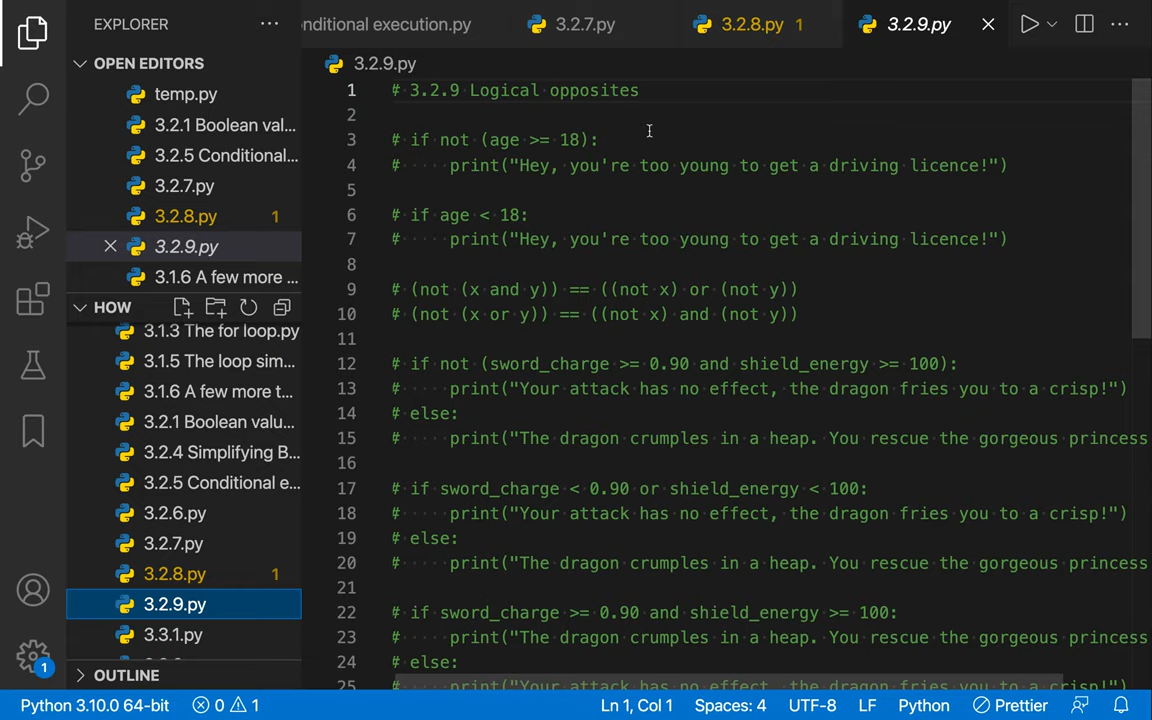 EXPLORER
OPEN EDITORS
temp.py
3.2.1 Boolean val...
3.2.5 Conditional...
3.2.7.py
3.2.8.py 1
3.2.9.py
3.1.6 A few more ...
HOW
3.1.3 The for loop.py
3.1.5 The loop sim...
3.1.6 A few more t...
3.2.1 Boolean valu...
3.2.4 Simplifying B...
3.2.5 Conditional e...
3.2.6.py
3.2.7.py
3.2.8.py 1
3.2.9.py
3.3.1.py
OUTLINE
onditional execution.py 3.2.7.py 3.2.8.py 1 3.2.9.py
3.2.9.py
1 # 3.2.9 Logical opposites
2
3 # if not (age >= 18):
4 #     print("Hey, you're too young to get a driving licence!")
5
6 # if age < 18:
7 #     print("Hey, you're too young to get a driving licence!")
8
9 # (not (x and y)) == ((not x) or (not y))
10 # (not (x or y)) == ((not x) and (not y))
11
12 # if not (sword_charge >= 0.90 and shield_energy >= 100):
13 #     print("Your attack has no effect, the dragon fries you to a crisp!")
14 # else:
15 #     print("The dragon crumples in a heap. You rescue the gorgeous princess
16
17 # if sword_charge < 0.90 or shield_energy < 100:
18 #     print("Your attack has no effect, the dragon fries you to a crisp!")
19 # else:
20 #     print("The dragon crumples in a heap. You rescue the gorgeous princess
21
22 # if sword_charge >= 0.90 and shield_energy >= 100:
23 #     print("The dragon crumples in a heap. You rescue the gorgeous princess
24 # else:
25 #     print("Your attack has no effect, the dragon fries you to a crisp!")
1
Python 3.10.0 64-bit 0 1 Ln 1, Col 1 Spaces: 4 UTF-8 LF Python Prettier